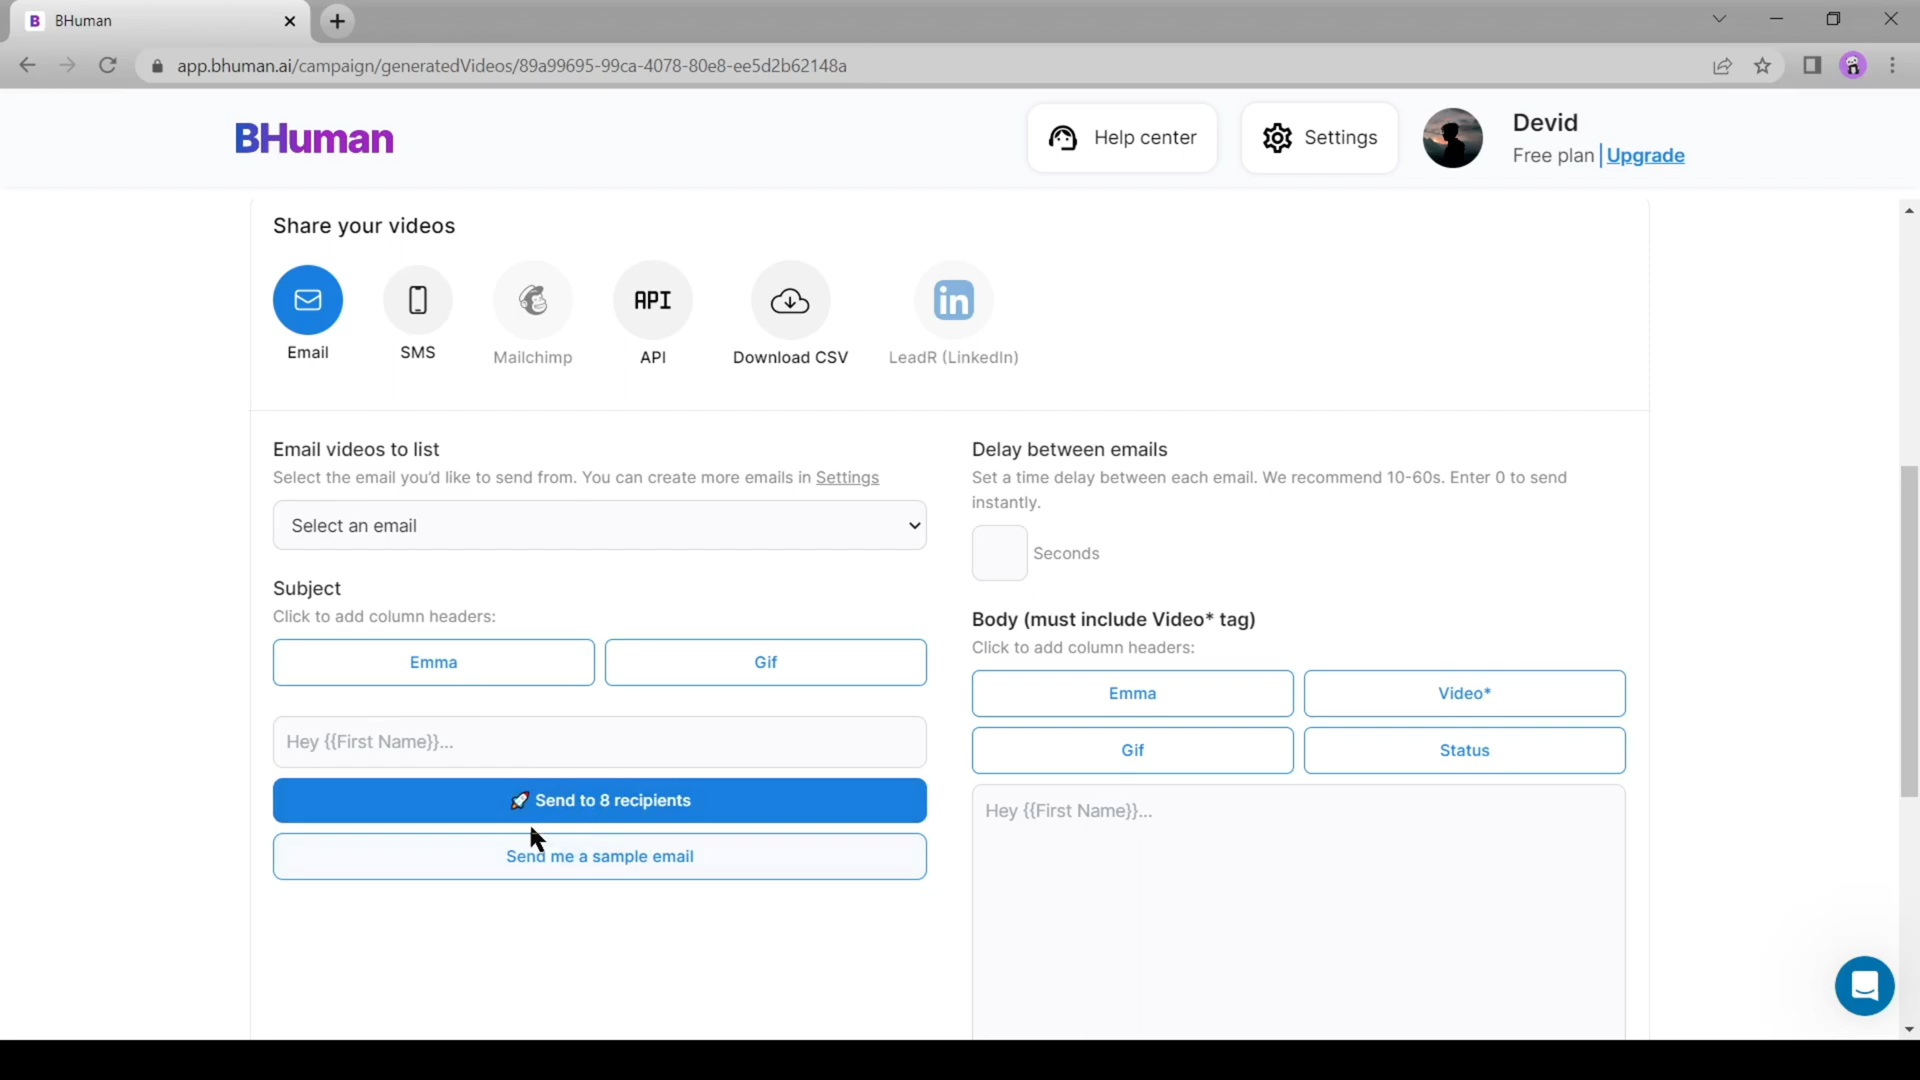 BHuman
app.bhuman.ai/campaign/generatedVideos/89a99695-99ca-4078-80e8-ee5d2b62148a
BHuman
Help center
Settings
Devid
Free plan | Upgrade
Share your videos
Email
SMS
Mailchimp
API
API
Download CSV
in
LeadR (LinkedIn)
Email videos to list
Select the email you'd like to send from. You can create more emails in Settings
Select an email
Subject
Click to add column headers:
Emma
Gif
Hey {{First Name}}...
Send to 8 recipients
Send me a sample email
Delay between emails
Set a time delay between each email. We recommend 10-60s. Enter 0 to send
instantly.
Seconds
Body (must include Video* tag)
Click to add column headers:
Emma
Video*
Gif
Status
Hey {{First Name}}...